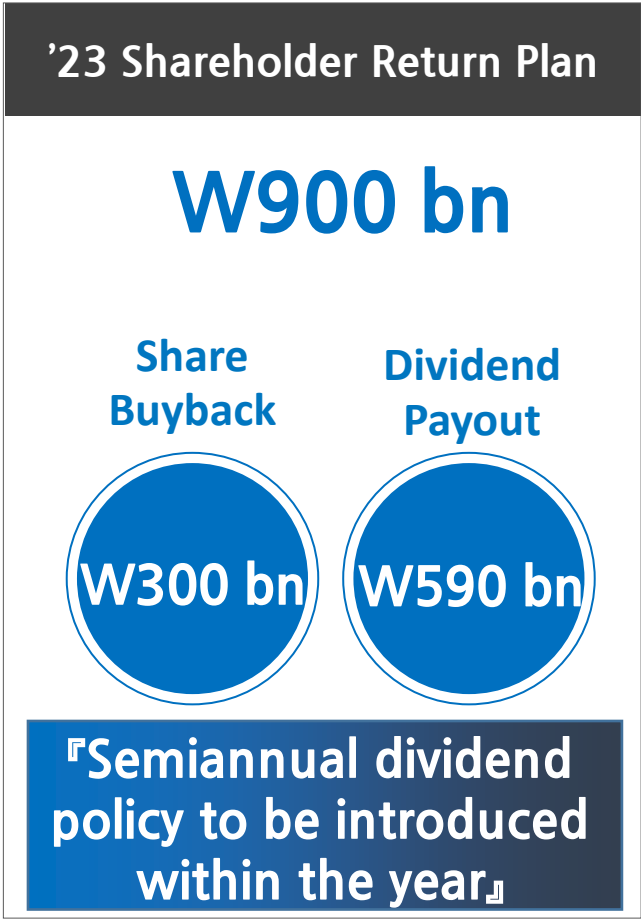 ’23 Shareholder Return Plan
W900 bn
Share
Buyback
Dividend
Payout
W300 bn
W590 bn
『Semiannual dividend
policy to be introduced
within the year』